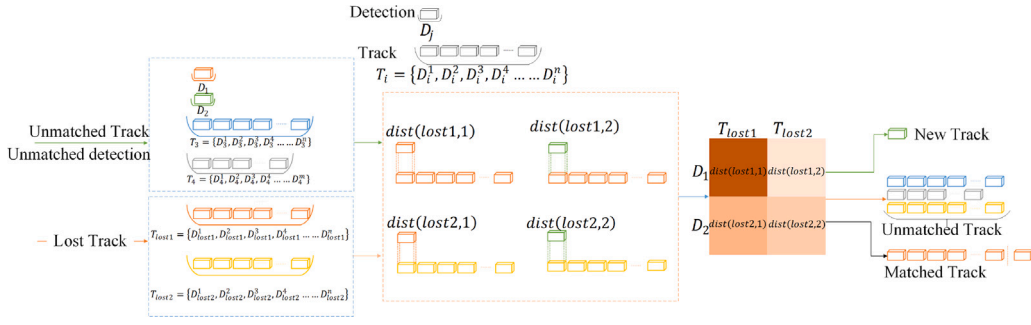 Detection
D_j
Track
T_i = {D_i^1, D_i^2, D_i^3, D_i^4 ... ... D_i^n}
D_1
D_2
Unmatched Track
Unmatched detection
T_3 = {D_3^1, D_3^2, D_3^3, D_3^4 ... ... D_3^n}
T_4 = {D_4^1, D_4^2, D_4^3, D_4^4 ... ... D_4^m}
Lost Track
T_lost1 = {D_lost1^1, D_lost1^2, D_lost1^3, D_lost1^4 ... ... D_lost1^n}
T_lost2 = {D_lost2^1, D_lost2^2, D_lost2^3, D_lost2^4 ... ... D_lost2^n}
dist(lost1,1)
dist(lost1,2)
dist(lost2,1)
dist(lost2,2)
T_lost1 T_lost2
D_1 dist(lost1,1) dist(lost1,2)
D_2 dist(lost2,1) dist(lost2,2)
New Track
Unmatched Track
Matched Track